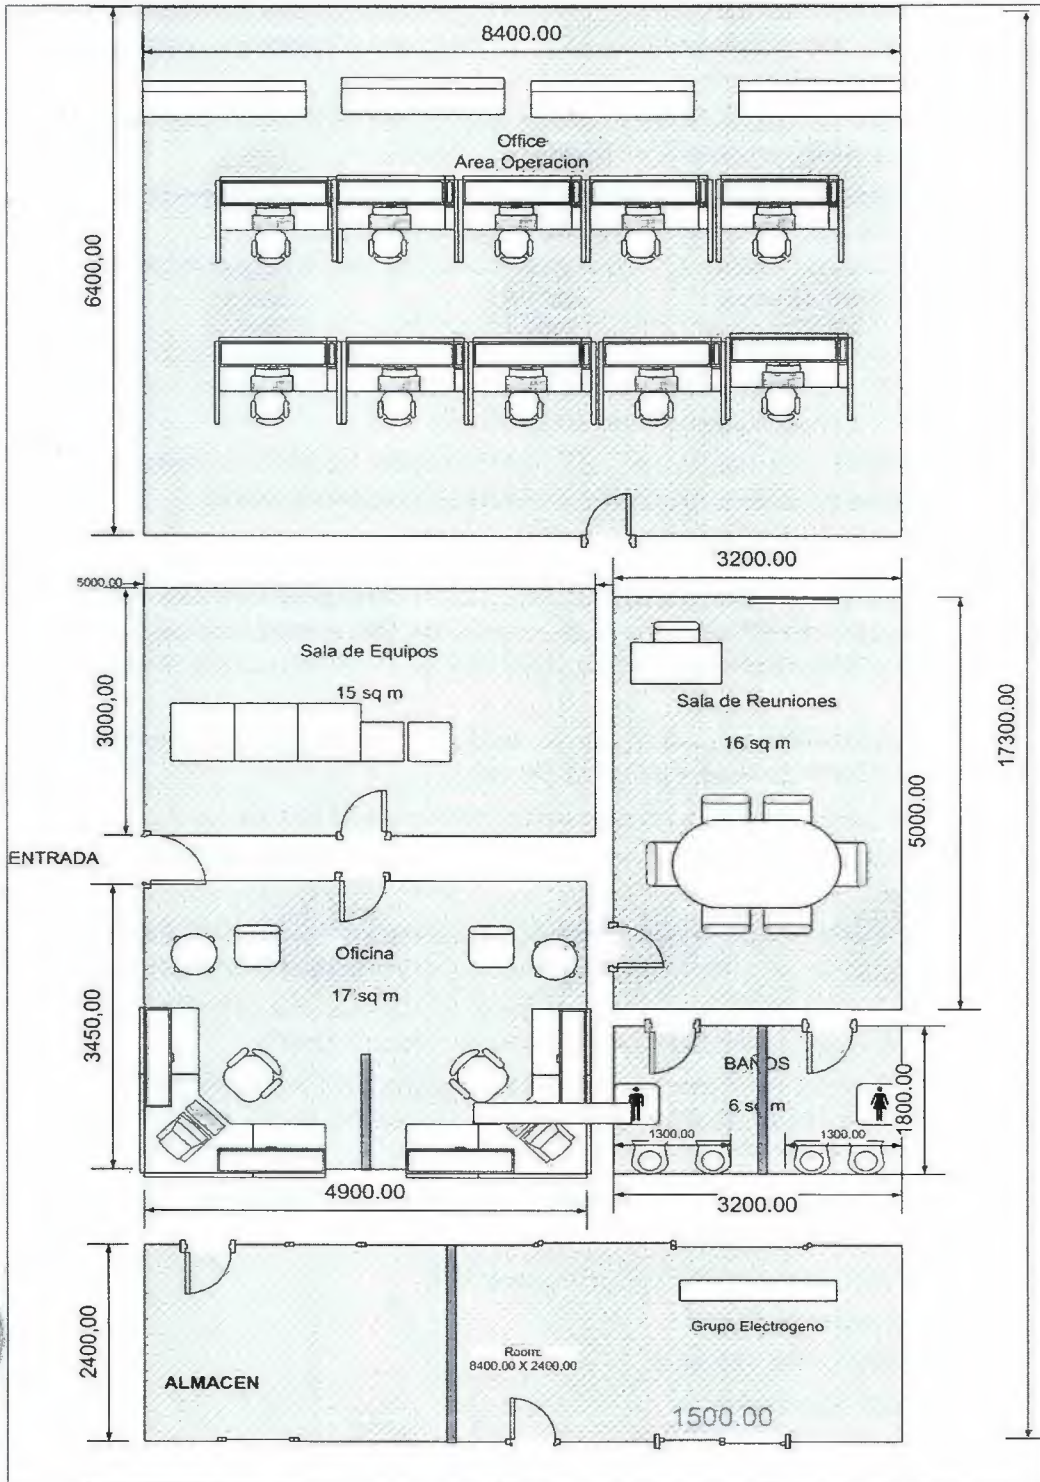 8400.00
Office
Area Operacion
6400,00
3200.00
5000.00
Sala de Equipos
15 sq m
3000,00
Sala de Reuniones
16 sq m
17300.00
5000.00
ENTRADA
Oficina
17 sq m
3450,00
BAÑOS
6 sq m
1800.00
1300.00
1300.00
4900.00
3200.00
2400,00
Grupo Electrogeno
Room:
8400.00 X 2400,00
ALMACEN
1500.00